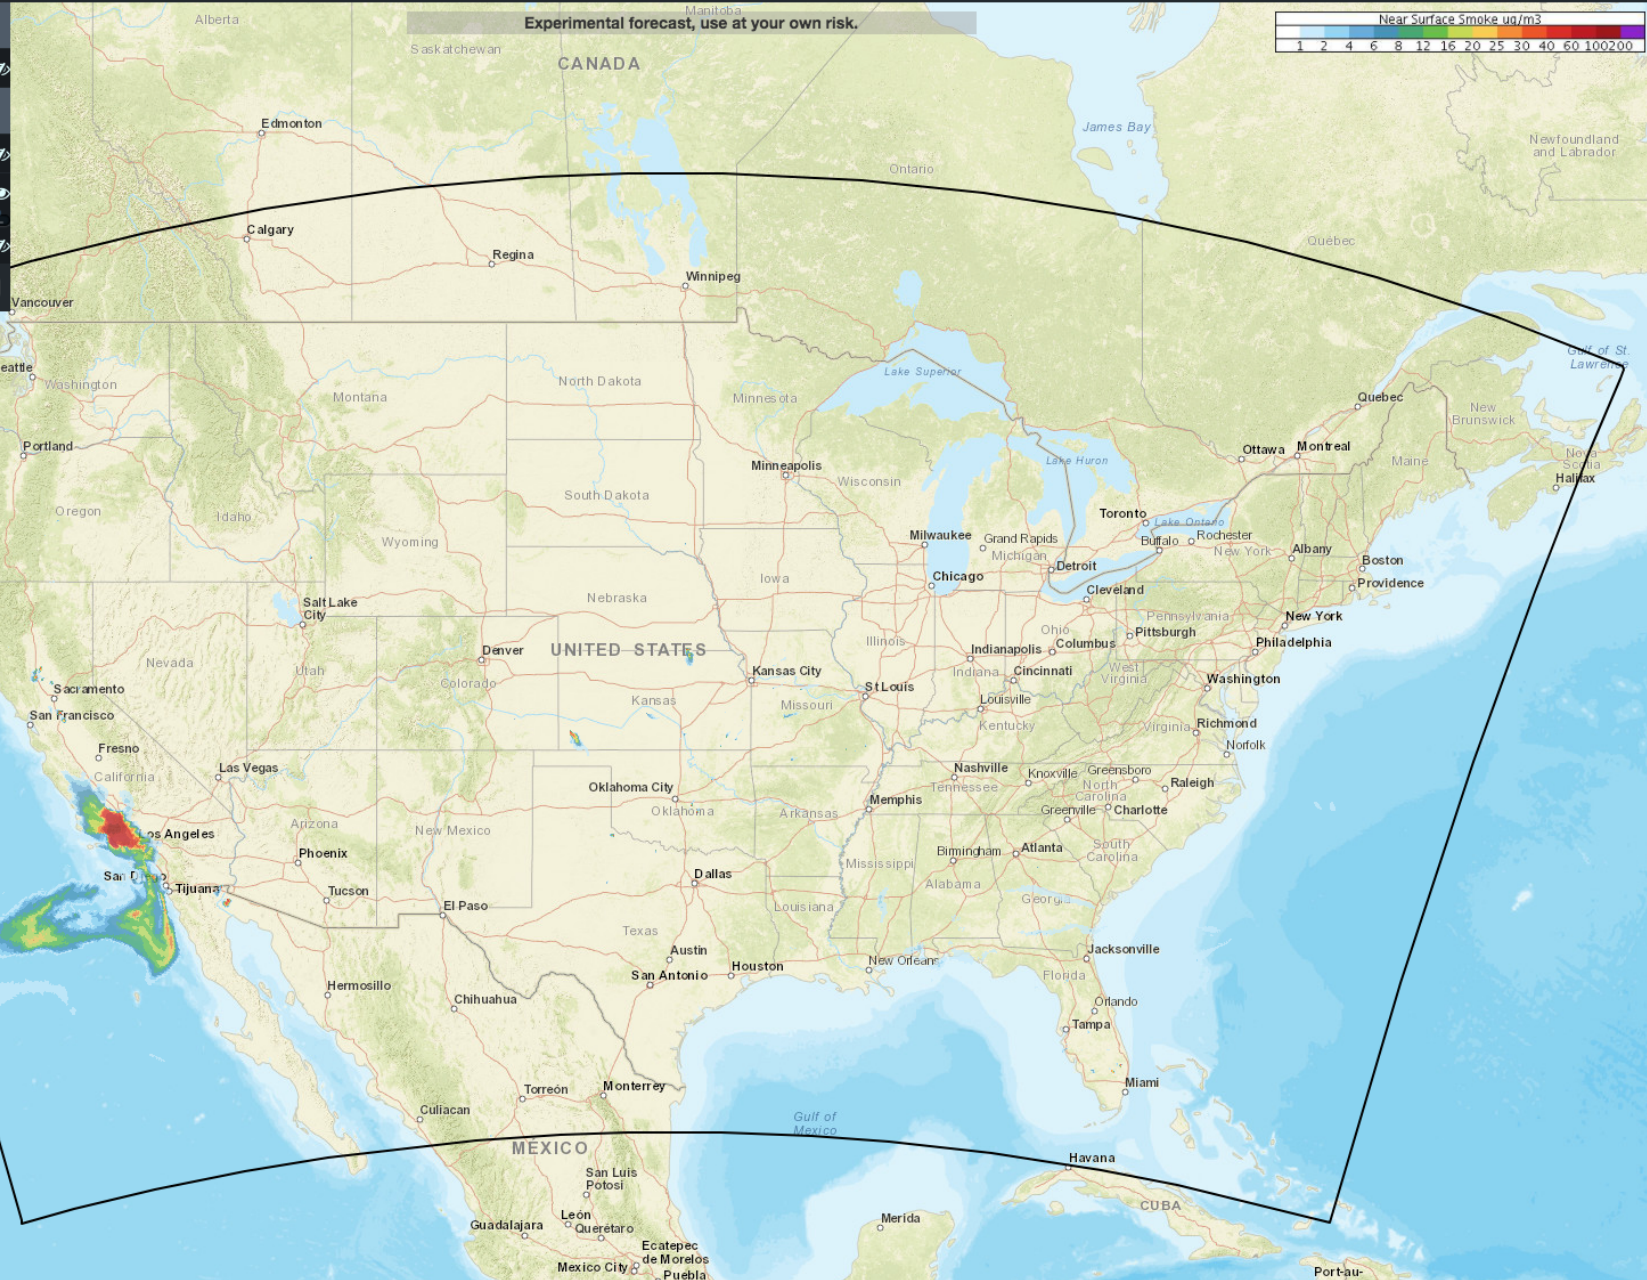 Manitoba
Alberta
Experimental forecast, use at your own risk.
Near Surface Smoke ug/m3
1 2 4 6 8 12 16 20 25 30 40 60 100200
Saskatchewan
CANADA
Edmonton
James Bay
Newfoundland
and Labrador
Ontario
Calgary
Québec
Regina
Winnipeg
Vancouver
Gulf of St.
Lawrence
eattle
Washington
Lake Superior
North Dakota
Montana
Minnesota
Quebec
New
Brunswick
Portland
Ottawa
Montreal
Nova
Scotia
Lake Huron
Maine
Minneapolis
Wisconsin
Halifax
South Dakota
Oregon
Idaho
Toronto
Lake Ontario
Wyoming
Milwaukee
Grand Rapids
Michigan
Buffalo
Rochester
New York
Albany
Boston
Detroit
Iowa
Chicago
Providence
Cleveland
Nebraska
Salt Lake
City
Pennsylvania
New York
Ohio
Pittsburgh
Illinois
Columbus
Philadelphia
Denver
UNITED STATES
Indianapolis
Nevada
Utah
Colorado
Kansas City
Indiana
Cincinnati
West
Virginia
Washington
Sacramento
St Louis
Kansas
Missouri
Louisville
San Francisco
Kentucky
Virginia
Richmond
Norfolk
Fresno
California
Las Vegas
Nashville
Knoxville
Greensboro
Raleigh
Oklahoma City
Tennessee
North
Carolina
Memphis
Oklahoma
Arkansas
Greenville
Charlotte
Los Angeles
Arizona
New Mexico
Phoenix
Birmingham
Atlanta
South
Carolina
Mississippi
San Diego
Tijuana
Tucson
Dallas
Alabama
Georgia
El Paso
Louisiana
Texas
Austin
Jacksonville
New Orleans
San Antonio
Houston
Florida
Hermosillo
Chihuahua
Orlando
Tampa
Torreón
Monterrey
Miami
Culiacan
Gulf of
Mexico
MÉXICO
Havana
San Luis
Potosi
CUBA
León
Guadalajara
Querétaro
Merida
Ecatepec
de Morelos
Mexico City
Puebla
Port-au-